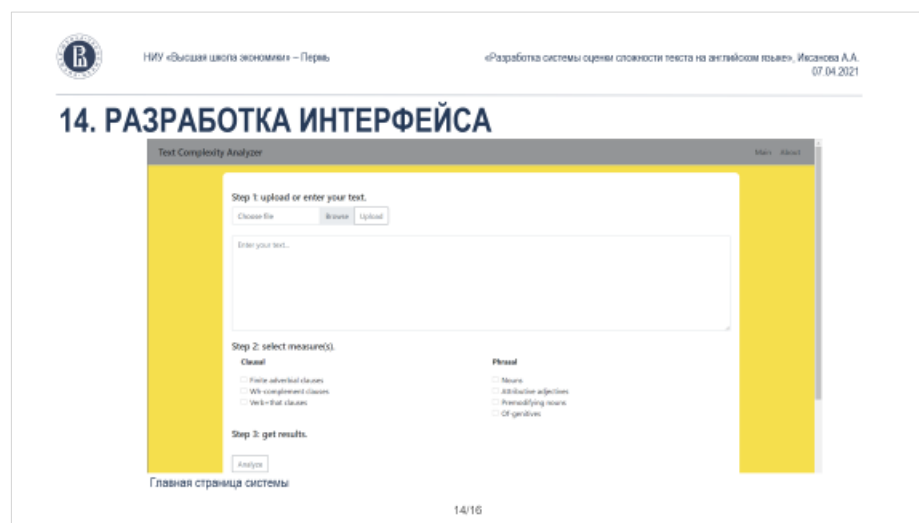 НИУ «Высшая школа экономики» – Пермь
«Разработка системы оценки сложности текста на английском языке», Иксанова А.А.
07.04.2021
14. РАЗРАБОТКА ИНТЕРФЕЙСА
Text Complexity Analyzer
Main About
Step 1: upload or enter your text.
Choose file Browse Upload
Enter your text...
Step 2: select measure(s).
Clausal Phrasal
Finite adverbial clauses Nouns
Wh-complement clauses Attributive adjectives
Verb+that clauses Premodifying nouns
Of-genitives
Step 3: get results.
Analyze
Главная страница системы
14/16